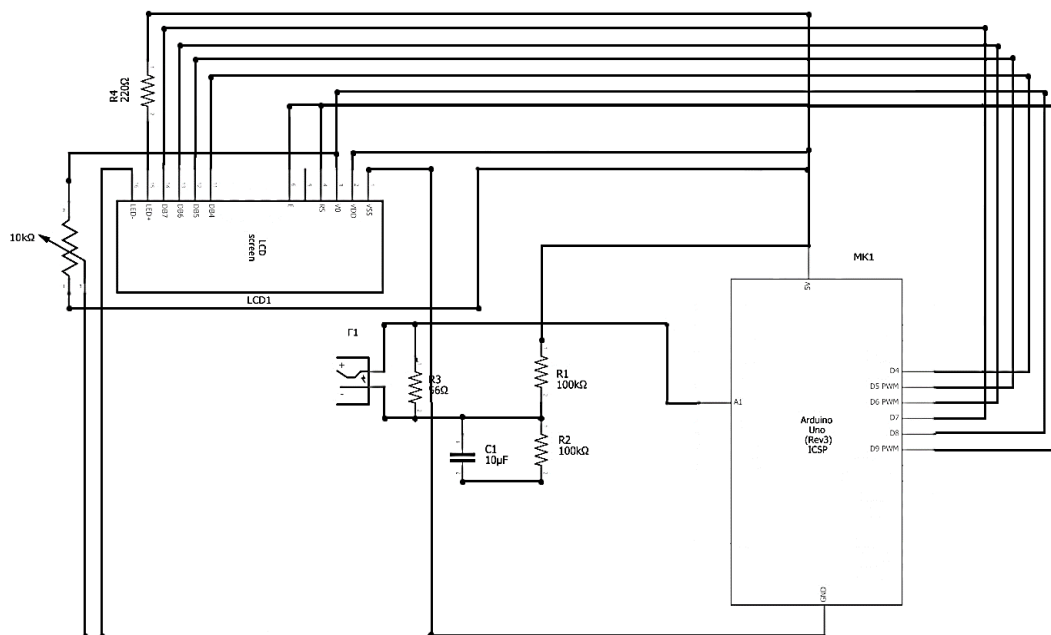 R4
220Ω
10kΩ
LED-
LED+
DB7
DB6
DB5
DB4
E
RS
V0
VDD
VSS
LCD
screen
LCD1
MK1
5V
Г1
+
-
R3
56Ω
R1
100kΩ
R2
100kΩ
C1
10µF
A1
Arduino
Uno
(Rev3)
ICSP
D4
D5 PWM
D6 PWM
D7
D8
D9 PWM
GND